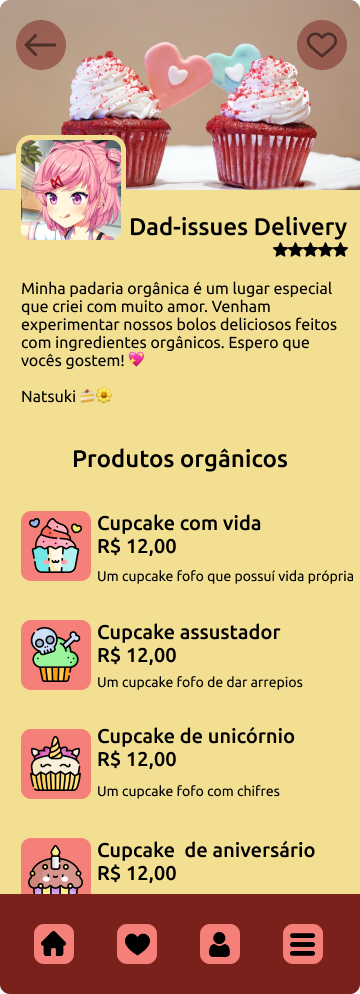 Dad-issues Delivery
Minha padaria orgânica é um lugar especial
que criei com muito amor. Venham
experimentar nossos bolos deliciosos feitos
com ingredientes orgânicos. Espero que
vocês gostem! 💖
Natsuki 🍰🌼
Produtos orgânicos
Cupcake com vida
R$ 12,00
Um cupcake fofo que possuí vida própria
Cupcake assustador
R$ 12,00
Um cupcake fofo de dar arrepios
Cupcake de unicórnio
R$ 12,00
Um cupcake fofo com chifres
Cupcake  de aniversário
R$ 12,00